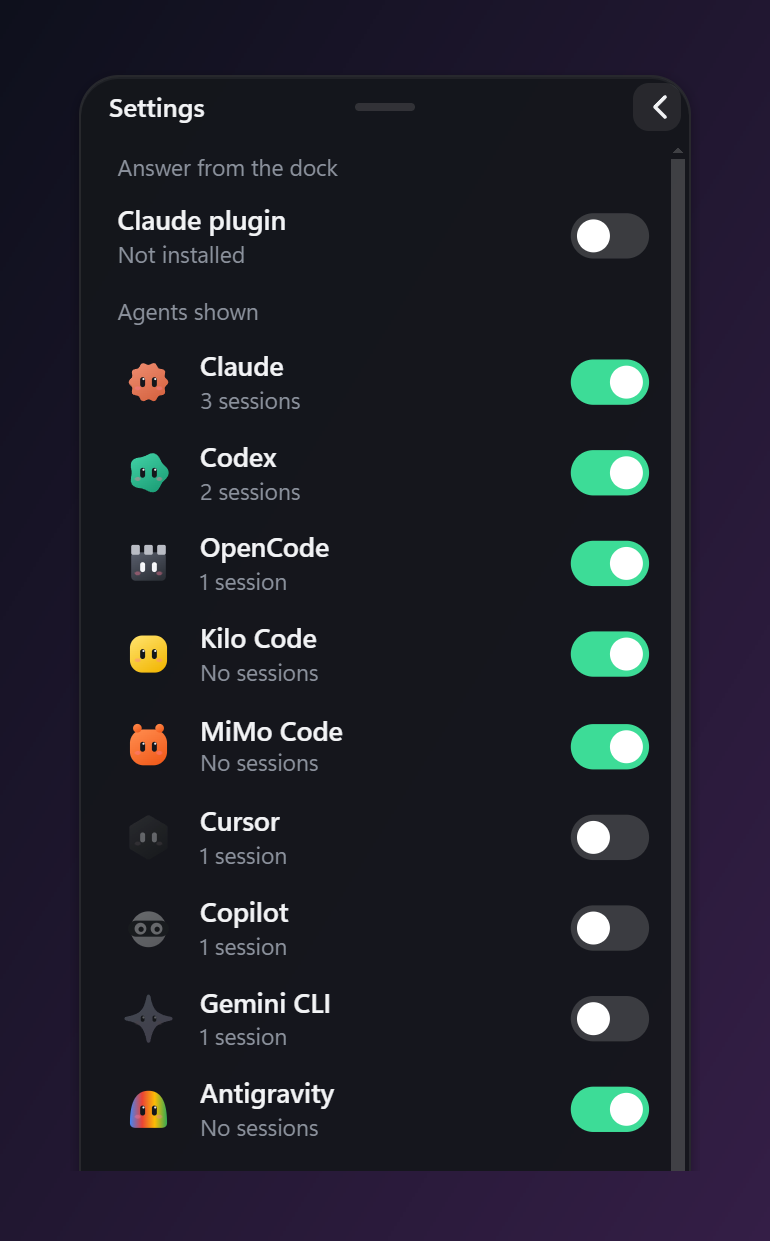 Settings
Answer from the dock
Claude plugin
Not installed
Agents shown
Claude
3 sessions
Codex
2 sessions
OpenCode
1 session
Kilo Code
No sessions
MiMo Code
No sessions
Cursor
1 session
Copilot
1 session
Gemini CLI
1 session
Antigravity
No sessions